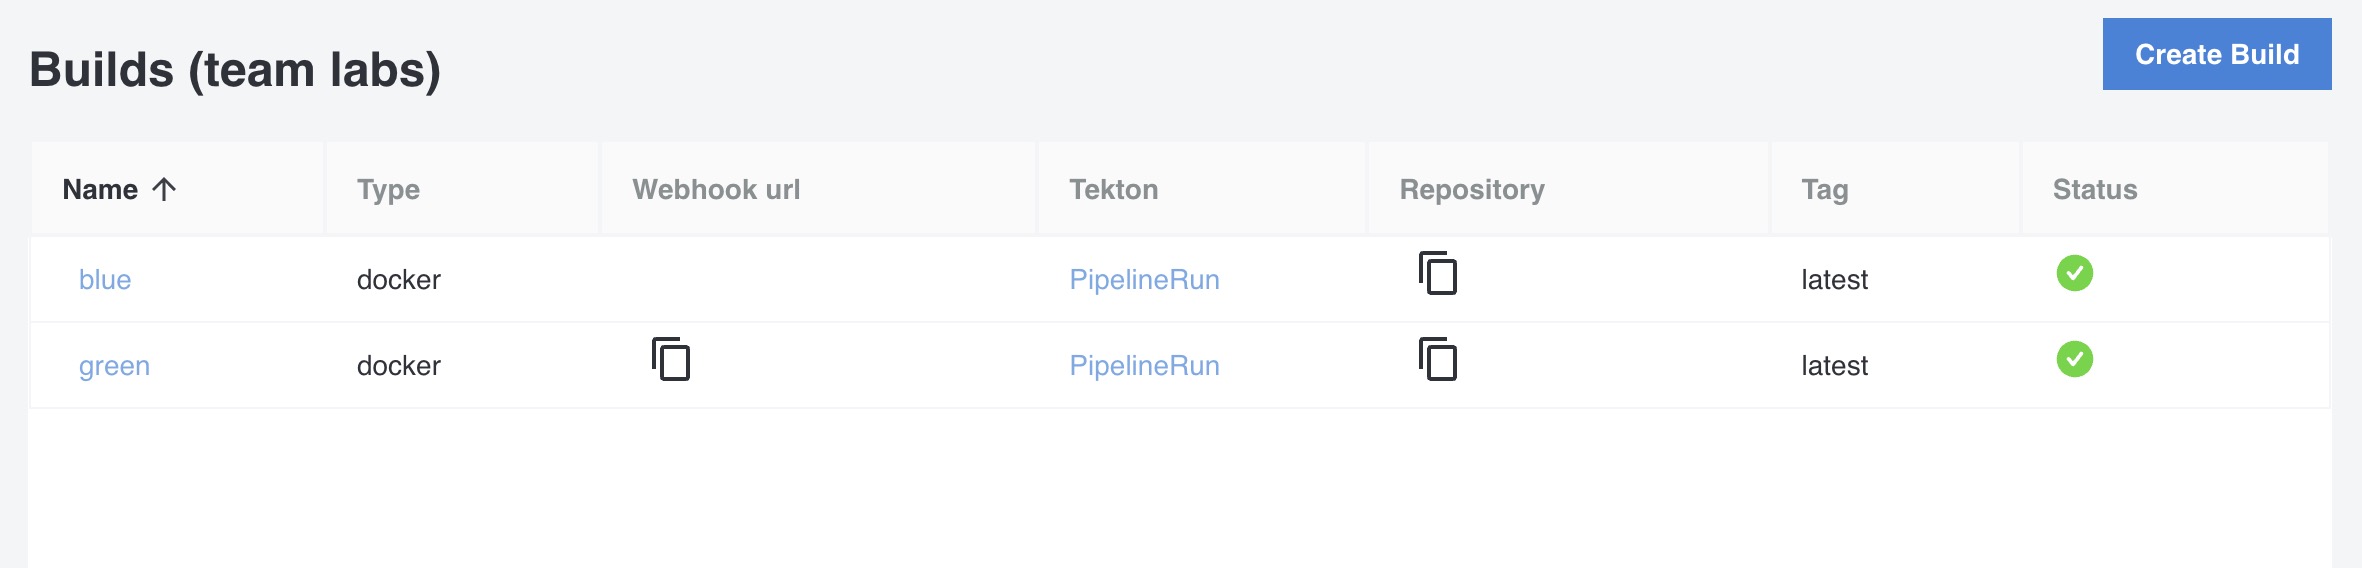 Builds (team labs)
Create Build
Name Type Webhook url Tekton Repository Tag Status
blue docker PipelineRun latest
green docker PipelineRun latest